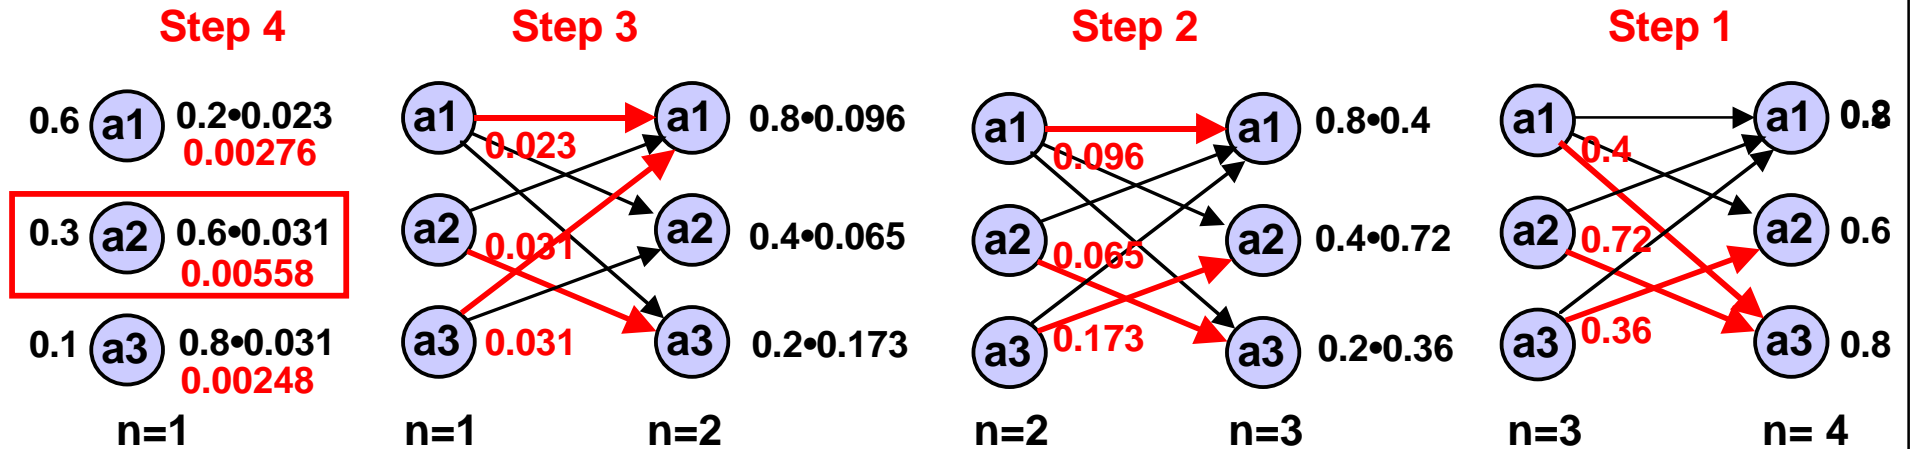 Step 4
0.6 a1 0.2•0.023
0.00276
0.3 a2 0.6•0.031
0.00558
0.1 a3 0.8•0.031
0.00248
n=1
Step 3
a1 0.023 a1 0.8•0.096
a2 0.031 a2 0.4•0.065
a3 0.031 a3 0.2•0.173
n=1 n=2
Step 2
a1 0.096 a1 0.8•0.4
a2 0.065 a2 0.4•0.72
a3 0.173 a3 0.2•0.36
n=2 n=3
Step 1
a1 0.4 a1
a2 0.72 a2 0.6
a3 0.36 a3 0.8
n=3 n= 4